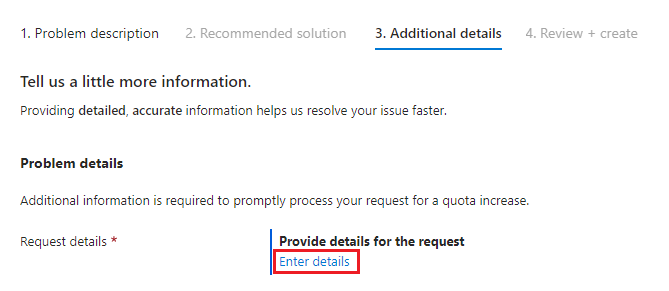 1. Problem description 2. Recommended solution 3. Additional details 4. Review + create
Tell us a little more information.
Providing detailed, accurate information helps us resolve your issue faster.
Problem details
Additional information is required to promptly process your request for a quota increase.
Request details * Provide details for the request
Enter details